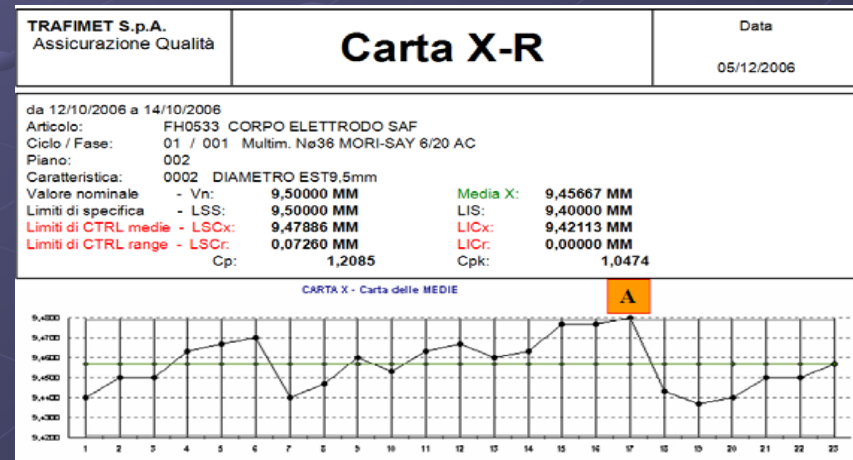 TRAFIMET S.p.A.
Assicurazione Qualità
Carta X-R
Data
05/12/2006
da 12/10/2006 a 14/10/2006
Articolo: FH0533 CORPO ELETTRODO SAF
Ciclo / Fase: 01 / 001 Multim. Nø36 MORI-SAY 6/20 AC
Piano: 002
Caratteristica: 0002 DIAMETRO EST9,5mm
Valore nominale - Vn: 9,50000 MM Media X: 9,45667 MM
Limiti di specifica - LSS: 9,50000 MM LIS: 9,40000 MM
Limiti di CTRL medie - LSCx: 9,47886 MM LICx: 9,42113 MM
Limiti di CTRL range - LSCr: 0,07260 MM LICr: 0,00000 MM
Cp: 1,2085 Cpk: 1,0474
CARTA X - Carta delle MEDIE
A
9,4800
9,4700
9,4600
9,4500
9,4400
9,4300
9,4200
1 2 3 4 5 6 7 8 9 10 11 12 13 14 15 16 17 18 19 20 21 22 23